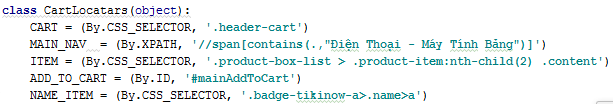 class CartLocatars(object):
    CART = (By.CSS_SELECTOR, '.header-cart')
    MAIN_NAV  = (By.XPATH, '//span[contains(.,"Điện Thoại - Máy Tính Bảng")]')
    ITEM = (By.CSS_SELECTOR, '.product-box-list > .product-item:nth-child(2) .content')
    ADD_TO_CART = (By.ID, '#mainAddToCart')
    NAME_ITEM = (By.CSS_SELECTOR, '.badge-tikinow-a>.name>a')